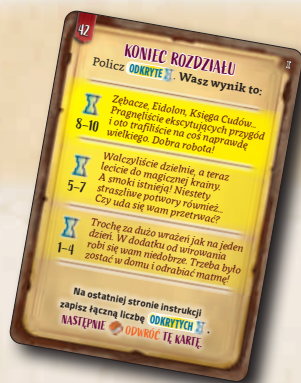 42
KONIEC ROZDZIAŁU
Policz ODKRYTE. Wasz wynik to:
Zębacze, Eidolon, Księga Cudów...
Pragnęliście ekscytujących przygód
i oto trafiliście na coś naprawdę
wielkiego. Dobra robota!
8–10
Walczyliście dzielnie, a teraz
lecicie do magicznej krainy.
A smoki istnieją! Niestety
straszliwe potwory również...
Czy uda się wam przetrwać?
5–7
Trochę za dużo wrażeń jak na jeden
dzień. W dodatku od wirowania
robi się wam niedobrze. Trzeba było
zostać w domu i odrabiać matmę!
1–4
Na ostatniej stronie instrukcji
zapisz łączną liczbę ODKRYTYCH.
NASTĘPNIE ODWRÓĆ TĘ KARTĘ.